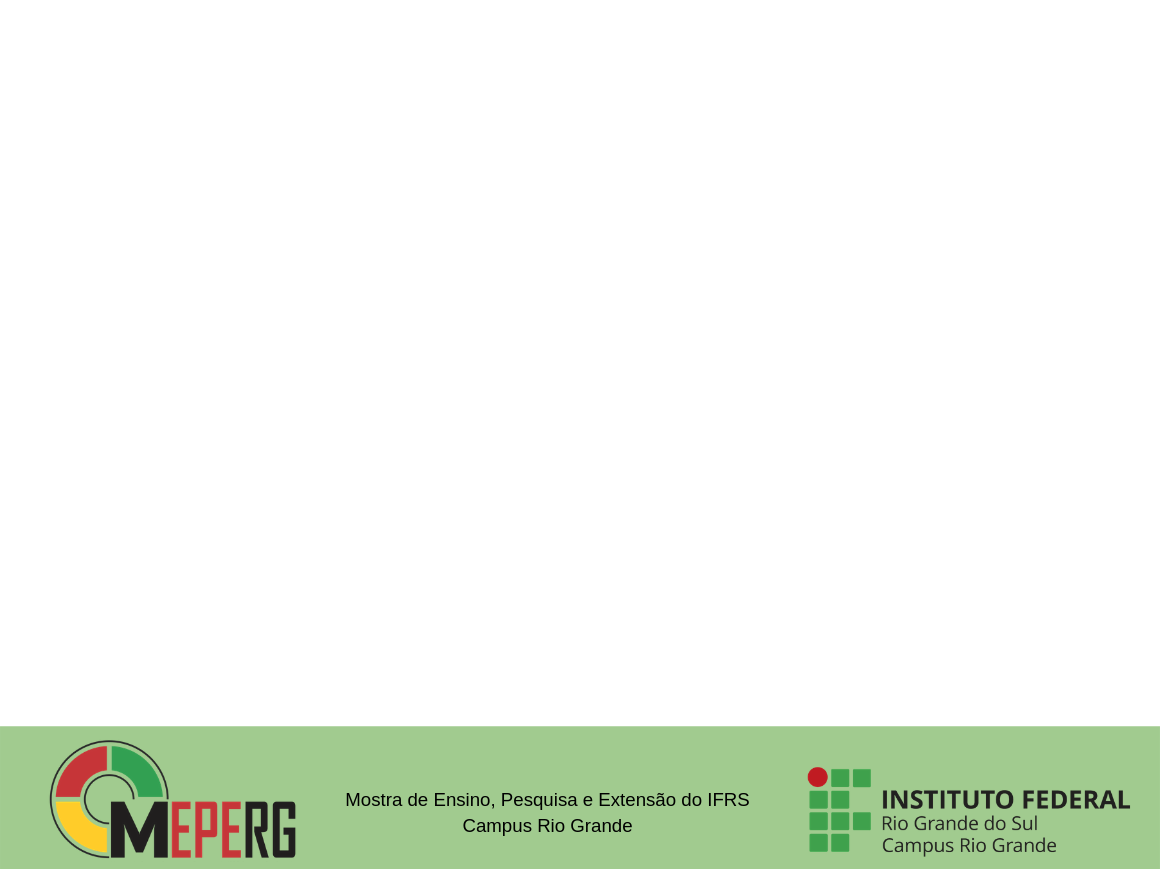 MEPERG
Mostra de Ensino, Pesquisa e Extensão do IFRS
Campus Rio Grande
INSTITUTO FEDERAL
Rio Grande do Sul
Campus Rio Grande